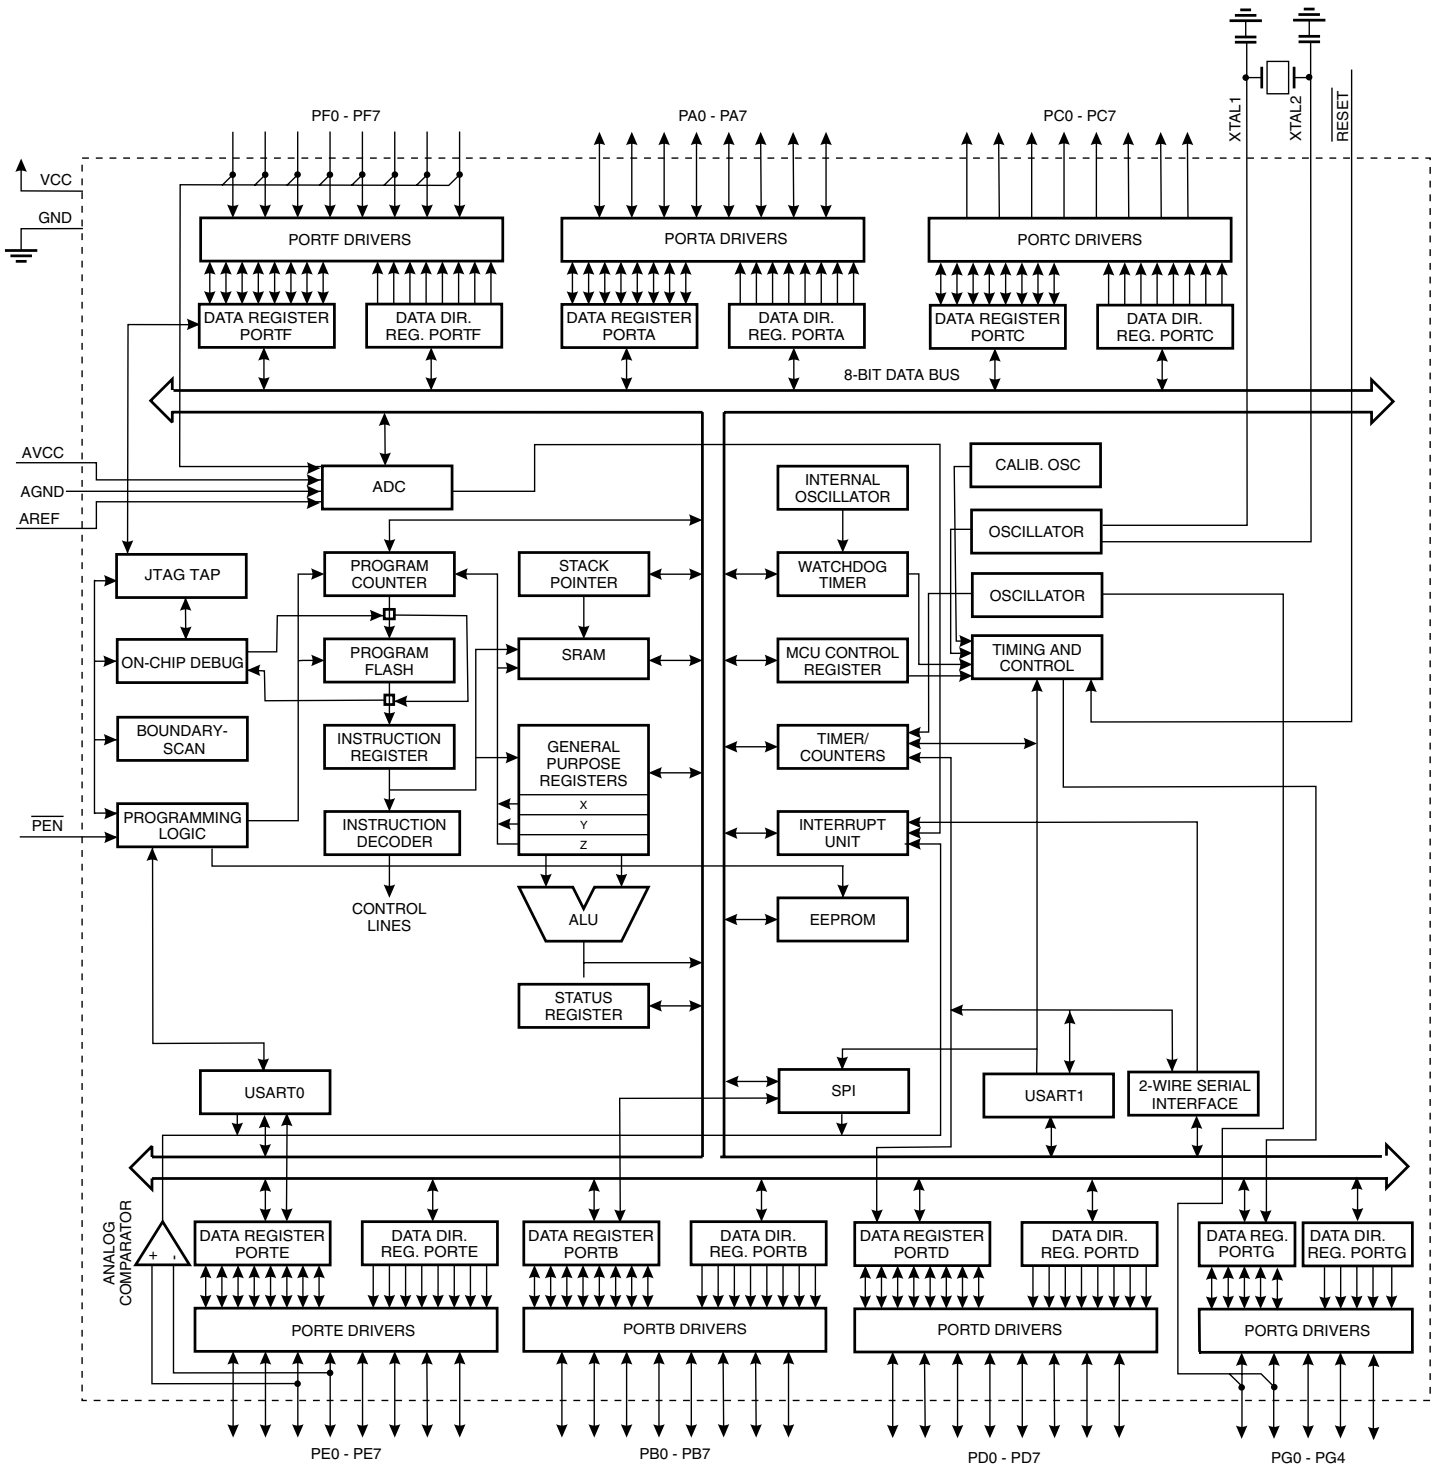 XTAL1
XTAL2
RESET
PF0 - PF7
PA0 - PA7
PC0 - PC7
VCC
GND
PORTF DRIVERS
PORTA DRIVERS
PORTC DRIVERS
DATA REGISTER
PORTF
DATA DIR.
REG. PORTF
DATA REGISTER
PORTA
DATA DIR.
REG. PORTA
DATA REGISTER
PORTC
DATA DIR.
REG. PORTC
8-BIT DATA BUS
AVCC
AGND
AREF
ADC
INTERNAL
OSCILLATOR
CALIB. OSC
OSCILLATOR
JTAG TAP
PROGRAM
COUNTER
STACK
POINTER
WATCHDOG
TIMER
OSCILLATOR
ON-CHIP DEBUG
PROGRAM
FLASH
SRAM
MCU CONTROL
REGISTER
TIMING AND
CONTROL
BOUNDARY-
SCAN
INSTRUCTION
REGISTER
GENERAL
PURPOSE
REGISTERS
X
Y
Z
TIMER/
COUNTERS
PEN
PROGRAMMING
LOGIC
INSTRUCTION
DECODER
INTERRUPT
UNIT
CONTROL
LINES
ALU
EEPROM
STATUS
REGISTER
USART0
SPI
USART1
2-WIRE SERIAL
INTERFACE
ANALOG
COMPARATOR
+
-
DATA REGISTER
PORTE
DATA DIR.
REG. PORTE
DATA REGISTER
PORTB
DATA DIR.
REG. PORTB
DATA REGISTER
PORTD
DATA DIR.
REG. PORTD
DATA REG.
PORTG
DATA DIR.
REG. PORTG
PORTE DRIVERS
PORTB DRIVERS
PORTD DRIVERS
PORTG DRIVERS
PE0 - PE7
PB0 - PB7
PD0 - PD7
PG0 - PG4